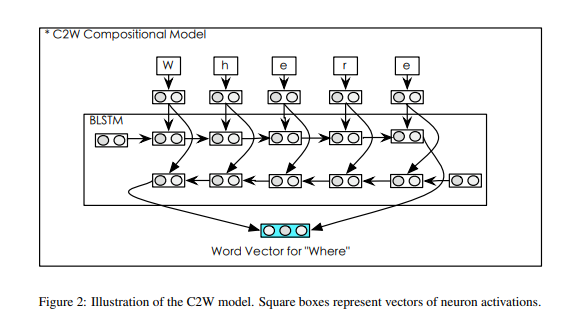 * C2W Compositional Model
W h e r e
BLSTM
Word Vector for "Where"
Figure 2: Illustration of the C2W model. Square boxes represent vectors of neuron activations.